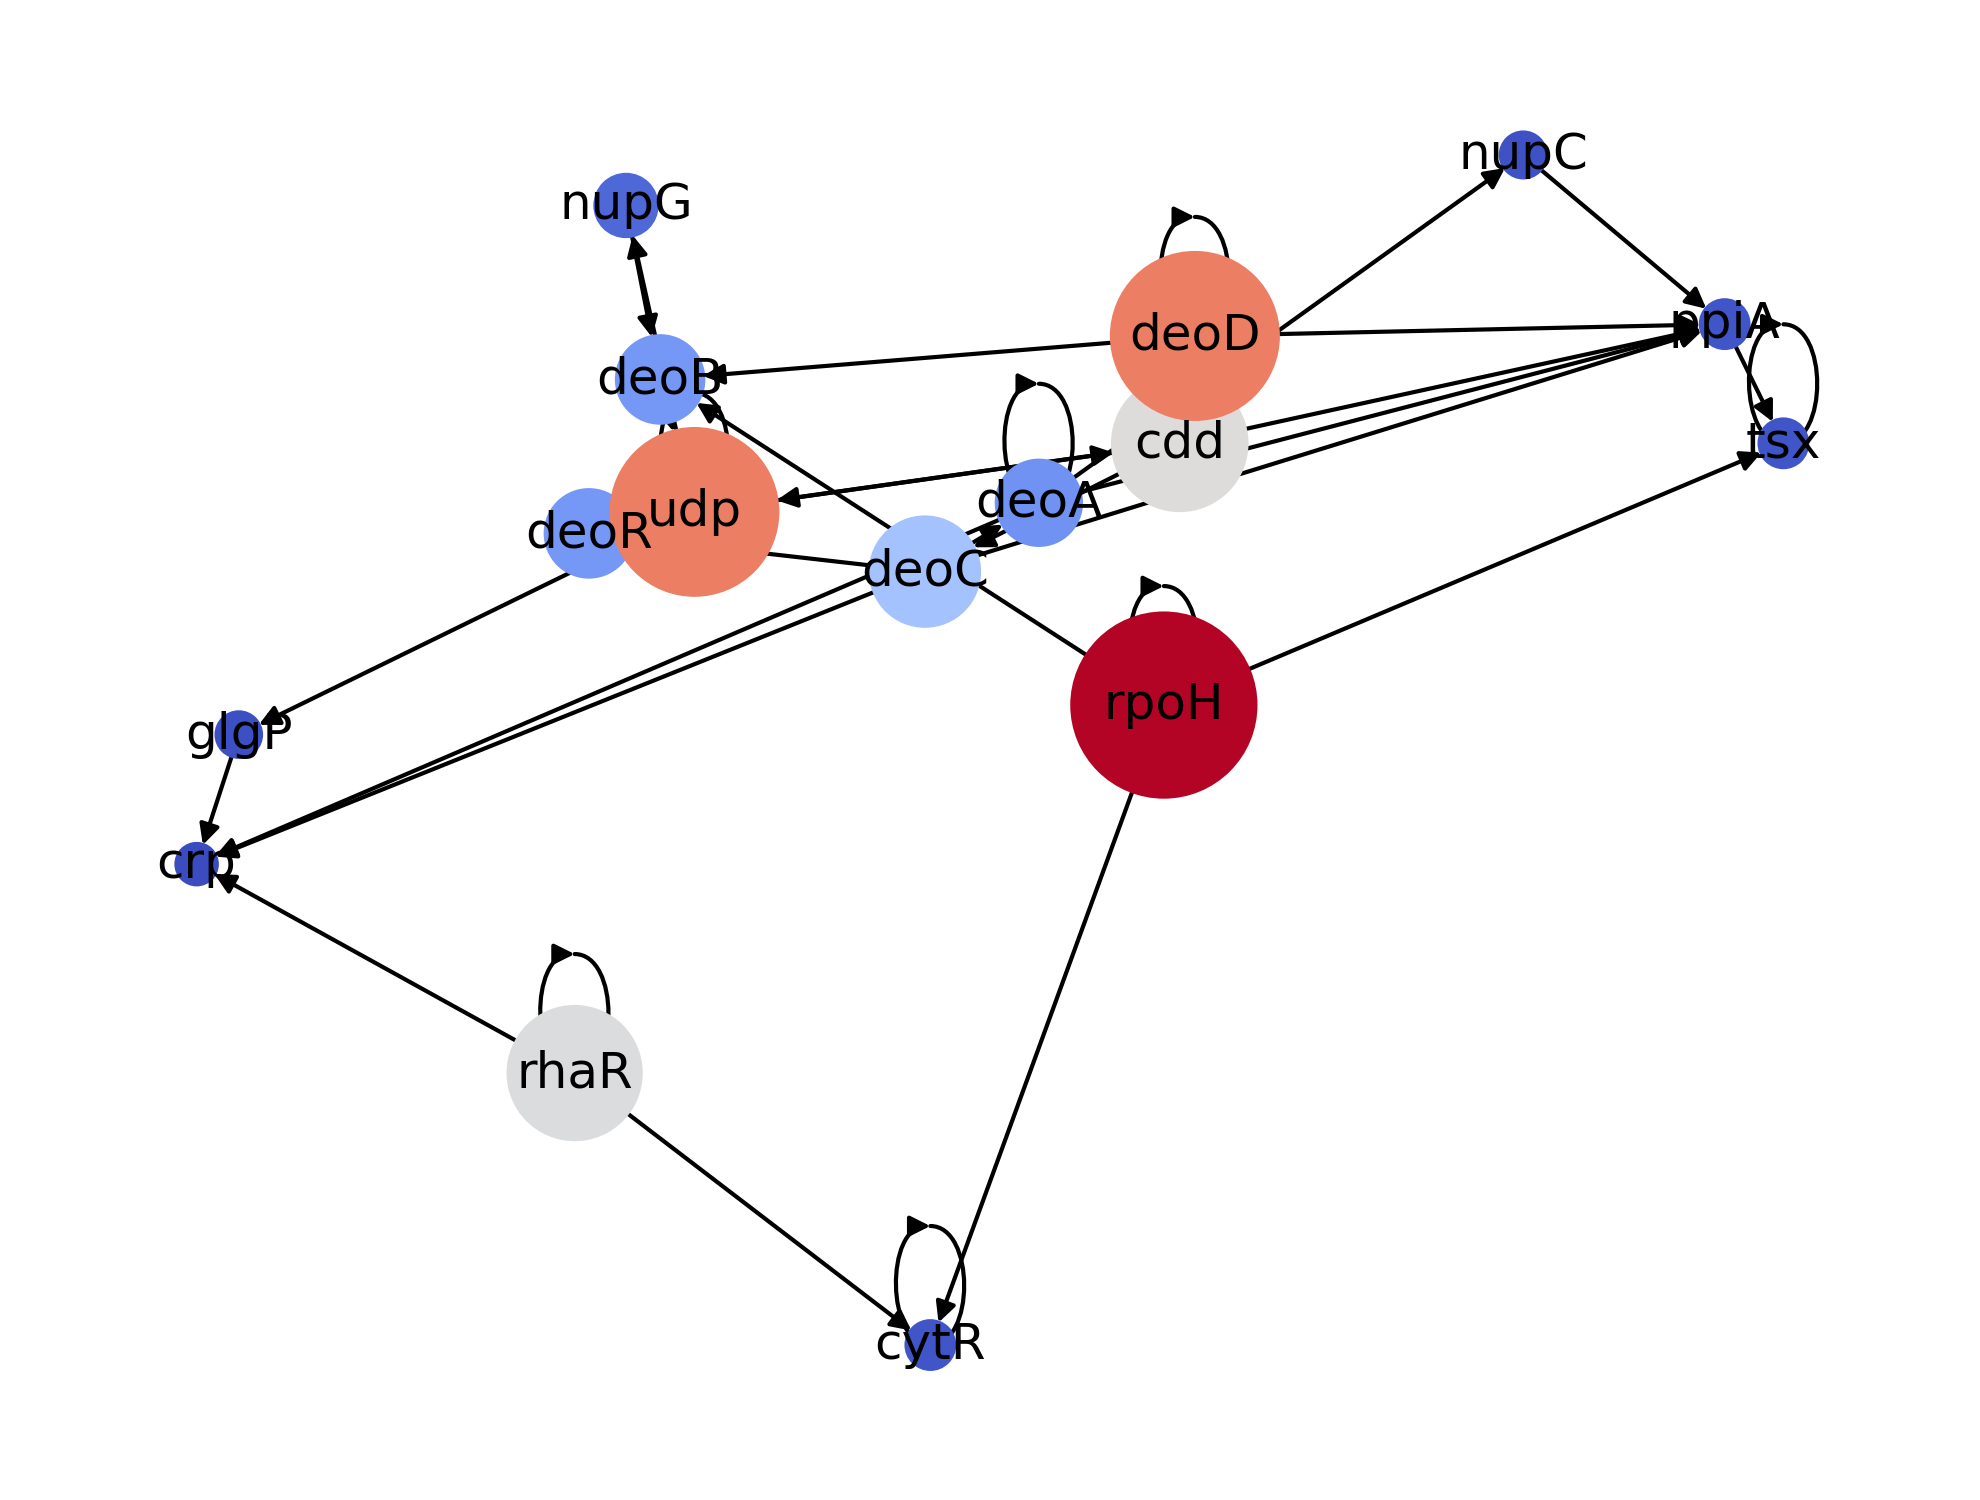 nupC
nupG
ppiA
deoD
deoB
cdd
tsx
deoA
udp
deoR
deoC
rpoH
glgP
crp
rhaR
cytR